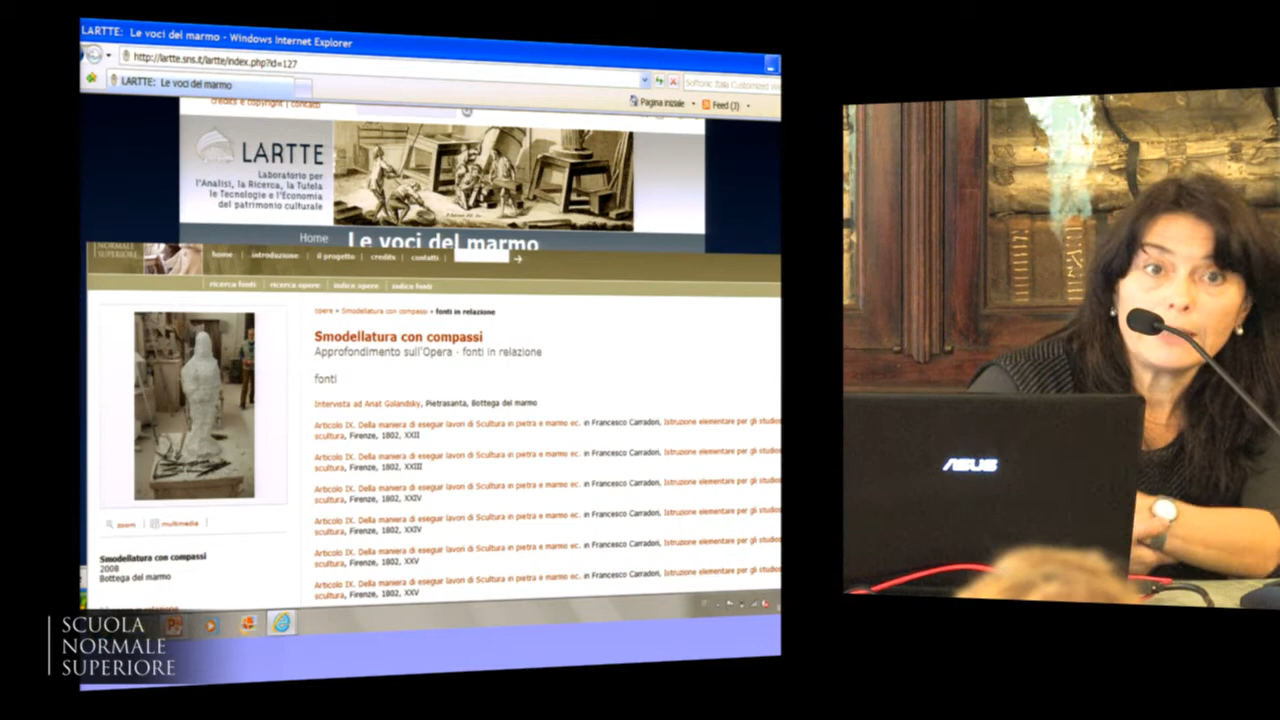 LARTTE: Le voci del marmo - Windows Internet Explorer
http://lartte.sns.it/lartte/index.php?id=127
LARTTE: Le voci del marmo
Pagina iniziale
Feed (J)
credits e copyright | contatti
LARTTE
Laboratorio per
l'Analisi, la Ricerca, la Tutela
le Tecnologie e l'Economia
del patrimonio culturale
Home
Le voci del marmo
NORMALE
SUPERIORE
home | introduzione | il progetto | credits | contatti |
| ricerca fonti | ricerca opere | indice opere | indice fonti
opere » Smodellatura con compassi » fonti in relazione
Smodellatura con compassi
Approfondimento sull'Opera - fonti in relazione
fonti
Intervista ad Anat Golandsky, Pietrasanta, Bottega del marmo
Articolo IX. Della maniera di eseguir lavori di Scultura in pietra e marmo ec. in Francesco Carradori, Istruzione elementare per gli studiosi
scultura, Firenze, 1802, XXII
Articolo IX. Della maniera di eseguir lavori di Scultura in pietra e marmo ec. in Francesco Carradori, Istruzione elementare per gli studios
scultura, Firenze, 1802, XXIII
Articolo IX. Della maniera di eseguir lavori di Scultura in pietra e marmo ec. in Francesco Carradori, Istruzione elementare per gli studios
scultura, Firenze, 1802, XXIV
Articolo IX. Della maniera di eseguir lavori di Scultura in pietra e marmo ec. in Francesco Carradori, Istruzione elementare per gli studios
scultura, Firenze, 1802, XXIV
Articolo IX. Della maniera di eseguir lavori di Scultura in pietra e marmo ec. in Francesco Carradori, Istruzione elementare per gli studios
scultura, Firenze, 1802, XXV
Articolo IX. Della maniera di eseguir lavori di Scultura in pietra e marmo ec. in Francesco Carradori, Istruzione elementare per gli studios
scultura, Firenze, 1802, XXV
zoom | multimedia |
Smodellatura con compassi
2008
Bottega del marmo
SCUOLA
NORMALE
SUPERIORE
ASUS